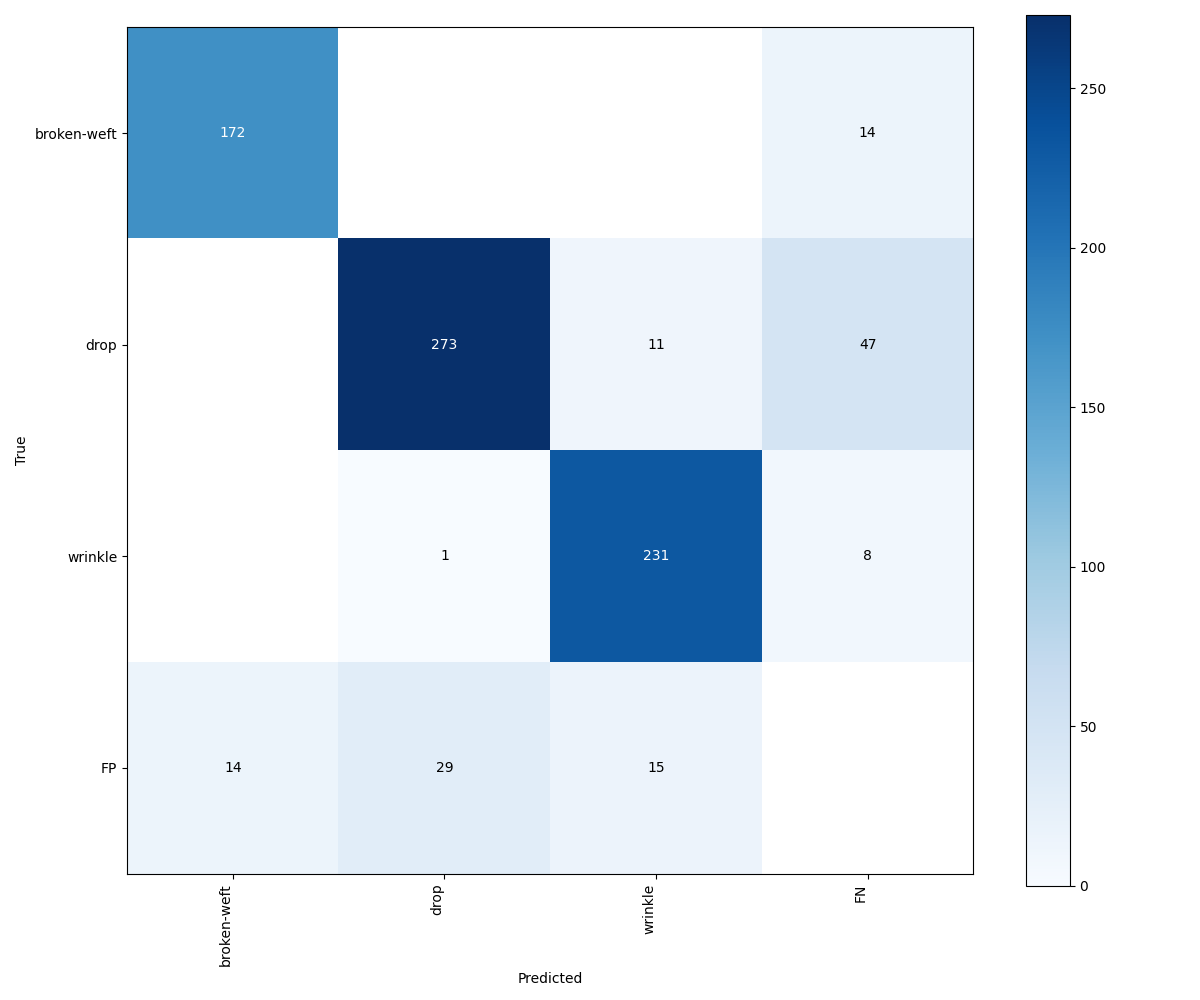 broken-weft 172 14
drop 273 11 47
wrinkle 1 231 8
FP 14 29 15
broken-weft drop wrinkle FN
Predicted
True
250
200
150
100
50
0